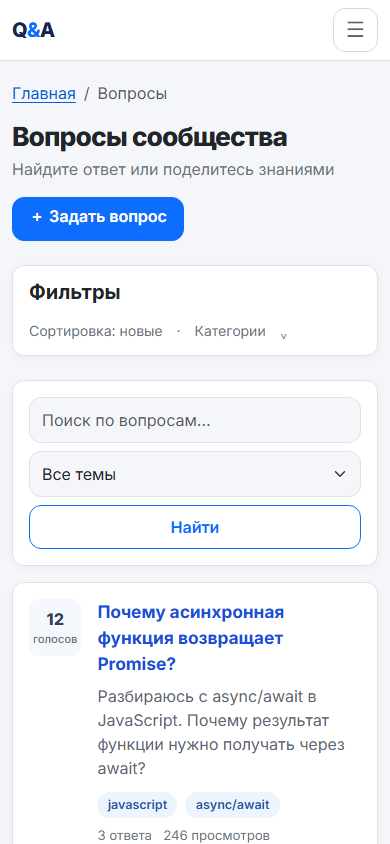 Q&A
Главная / Вопросы
Вопросы сообщества
Найдите ответ или поделитесь знаниями
+ Задать вопрос
Фильтры
Сортировка: новые · Категории
Поиск по вопросам...
Все темы
Найти
12
голосов
Почему асинхронная
функция возвращает
Promise?
Разбираюсь с async/await в
JavaScript. Почему результат
функции нужно получать через
await?
javascript async/await
3 ответа 246 просмотров